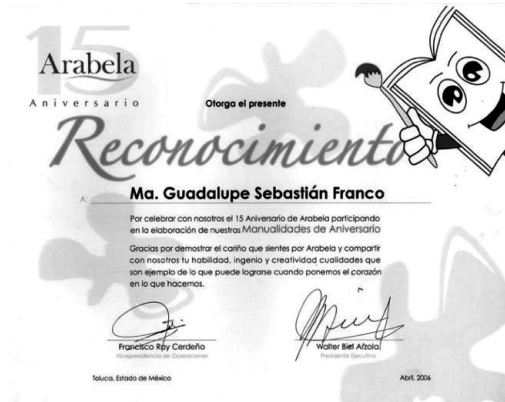 15
Arabela
Aniversario
Otorga el presente
Reconocimiento
A:
Ma. Guadalupe Sebastián Franco
Por celebrar con nosotros el 15 Aniversario de Arabela participando
en la elaboración de nuestras Manualidades de Aniversario
Gracias por demostrar el cariño que sientes por Arabela y compartir
con nosotros tu habilidad, ingenio y creatividad cualidades que
son ejemplo de lo que puede lograrse cuando ponemos el corazón
en lo que hacemos.
Francisco Ray Cerdeña
Vicepresidencia de Operaciones
Walter Biel
Presidente Ejecutivo
Toluca, Estado de México
Abril, 2006